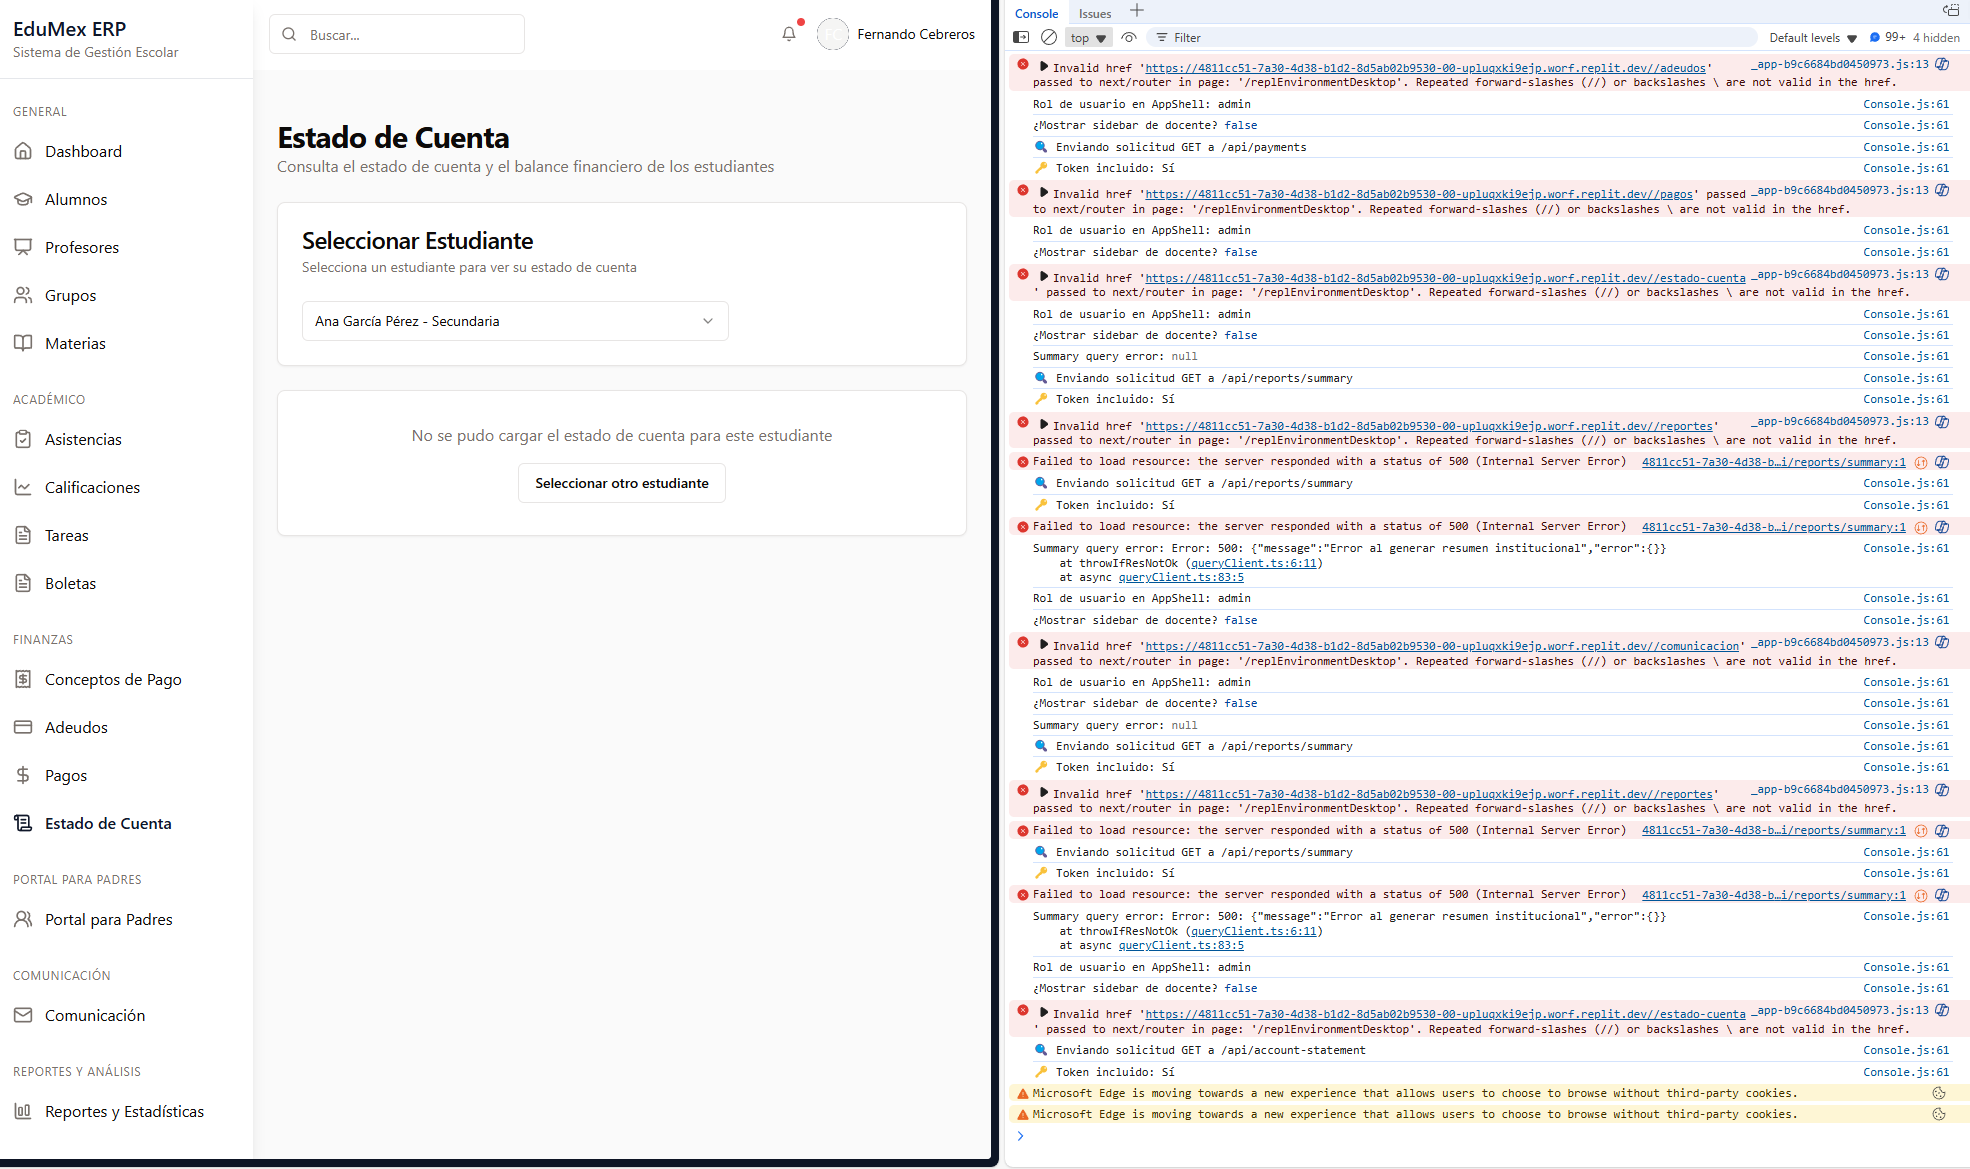 EduMex ERP
Sistema de Gestión Escolar
GENERAL
Dashboard
Alumnos
Profesores
Grupos
Materias
ACADÉMICO
Asistencias
Calificaciones
Tareas
Boletas
FINANZAS
Conceptos de Pago
Adeudos
Pagos
Estado de Cuenta
PORTAL PARA PADRES
Portal para Padres
COMUNICACIÓN
Comunicación
REPORTES Y ANÁLISIS
Reportes y Estadísticas
Buscar...
FC
Fernando Cebreros
Estado de Cuenta
Consulta el estado de cuenta y el balance financiero de los estudiantes
Seleccionar Estudiante
Selecciona un estudiante para ver su estado de cuenta
Ana García Pérez - Secundaria
No se pudo cargar el estado de cuenta para este estudiante
Seleccionar otro estudiante
Console Issues
top Filter Default levels 99+ 4 hidden
Invalid href 'https://4811cc51-7a30-4d38-b1d2-8d5ab02b9530-00-upluqxki9ejp.worf.replit.dev//adeudos' _app-b9c6684bd0450973.js:13
passed to next/router in page: '/replEnvironmentDesktop'. Repeated forward-slashes (//) or backslashes \ are not valid in the href.
Rol de usuario en AppShell: admin Console.js:61
¿Mostrar sidebar de docente? false Console.js:61
🔍 Enviando solicitud GET a /api/payments Console.js:61
🔑 Token incluido: Sí Console.js:61
Invalid href 'https://4811cc51-7a30-4d38-b1d2-8d5ab02b9530-00-upluqxki9ejp.worf.replit.dev//pagos' passed _app-b9c6684bd0450973.js:13
to next/router in page: '/replEnvironmentDesktop'. Repeated forward-slashes (//) or backslashes \ are not valid in the href.
Rol de usuario en AppShell: admin Console.js:61
¿Mostrar sidebar de docente? false Console.js:61
Invalid href 'https://4811cc51-7a30-4d38-b1d2-8d5ab02b9530-00-upluqxki9ejp.worf.replit.dev//estado-cuenta _app-b9c6684bd0450973.js:13
' passed to next/router in page: '/replEnvironmentDesktop'. Repeated forward-slashes (//) or backslashes \ are not valid in the href.
Rol de usuario en AppShell: admin Console.js:61
¿Mostrar sidebar de docente? false Console.js:61
Summary query error: null Console.js:61
🔍 Enviando solicitud GET a /api/reports/summary Console.js:61
🔑 Token incluido: Sí Console.js:61
Invalid href 'https://4811cc51-7a30-4d38-b1d2-8d5ab02b9530-00-upluqxki9ejp.worf.replit.dev//reportes' _app-b9c6684bd0450973.js:13
passed to next/router in page: '/replEnvironmentDesktop'. Repeated forward-slashes (//) or backslashes \ are not valid in the href.
Failed to load resource: the server responded with a status of 500 (Internal Server Error) 4811cc51-7a30-4d38-b…i/reports/summary:1
🔍 Enviando solicitud GET a /api/reports/summary Console.js:61
🔑 Token incluido: Sí Console.js:61
Failed to load resource: the server responded with a status of 500 (Internal Server Error) 4811cc51-7a30-4d38-b…i/reports/summary:1
Summary query error: Error: 500: {"message":"Error al generar resumen institucional","error":{}} Console.js:61
at throwIfResNotOk (queryClient.ts:6:11)
at async queryClient.ts:83:5
Rol de usuario en AppShell: admin Console.js:61
¿Mostrar sidebar de docente? false Console.js:61
Invalid href 'https://4811cc51-7a30-4d38-b1d2-8d5ab02b9530-00-upluqxki9ejp.worf.replit.dev//comunicacion' _app-b9c6684bd0450973.js:13
passed to next/router in page: '/replEnvironmentDesktop'. Repeated forward-slashes (//) or backslashes \ are not valid in the href.
Rol de usuario en AppShell: admin Console.js:61
¿Mostrar sidebar de docente? false Console.js:61
Summary query error: null Console.js:61
🔍 Enviando solicitud GET a /api/reports/summary Console.js:61
🔑 Token incluido: Sí Console.js:61
Invalid href 'https://4811cc51-7a30-4d38-b1d2-8d5ab02b9530-00-upluqxki9ejp.worf.replit.dev//reportes' _app-b9c6684bd0450973.js:13
passed to next/router in page: '/replEnvironmentDesktop'. Repeated forward-slashes (//) or backslashes \ are not valid in the href.
Failed to load resource: the server responded with a status of 500 (Internal Server Error) 4811cc51-7a30-4d38-b…i/reports/summary:1
🔍 Enviando solicitud GET a /api/reports/summary Console.js:61
🔑 Token incluido: Sí Console.js:61
Failed to load resource: the server responded with a status of 500 (Internal Server Error) 4811cc51-7a30-4d38-b…i/reports/summary:1
Summary query error: Error: 500: {"message":"Error al generar resumen institucional","error":{}} Console.js:61
at throwIfResNotOk (queryClient.ts:6:11)
at async queryClient.ts:83:5
Rol de usuario en AppShell: admin Console.js:61
¿Mostrar sidebar de docente? false Console.js:61
Invalid href 'https://4811cc51-7a30-4d38-b1d2-8d5ab02b9530-00-upluqxki9ejp.worf.replit.dev//estado-cuenta _app-b9c6684bd0450973.js:13
' passed to next/router in page: '/replEnvironmentDesktop'. Repeated forward-slashes (//) or backslashes \ are not valid in the href.
🔍 Enviando solicitud GET a /api/account-statement Console.js:61
🔑 Token incluido: Sí Console.js:61
Microsoft Edge is moving towards a new experience that allows users to choose to browse without third-party cookies.
Microsoft Edge is moving towards a new experience that allows users to choose to browse without third-party cookies.